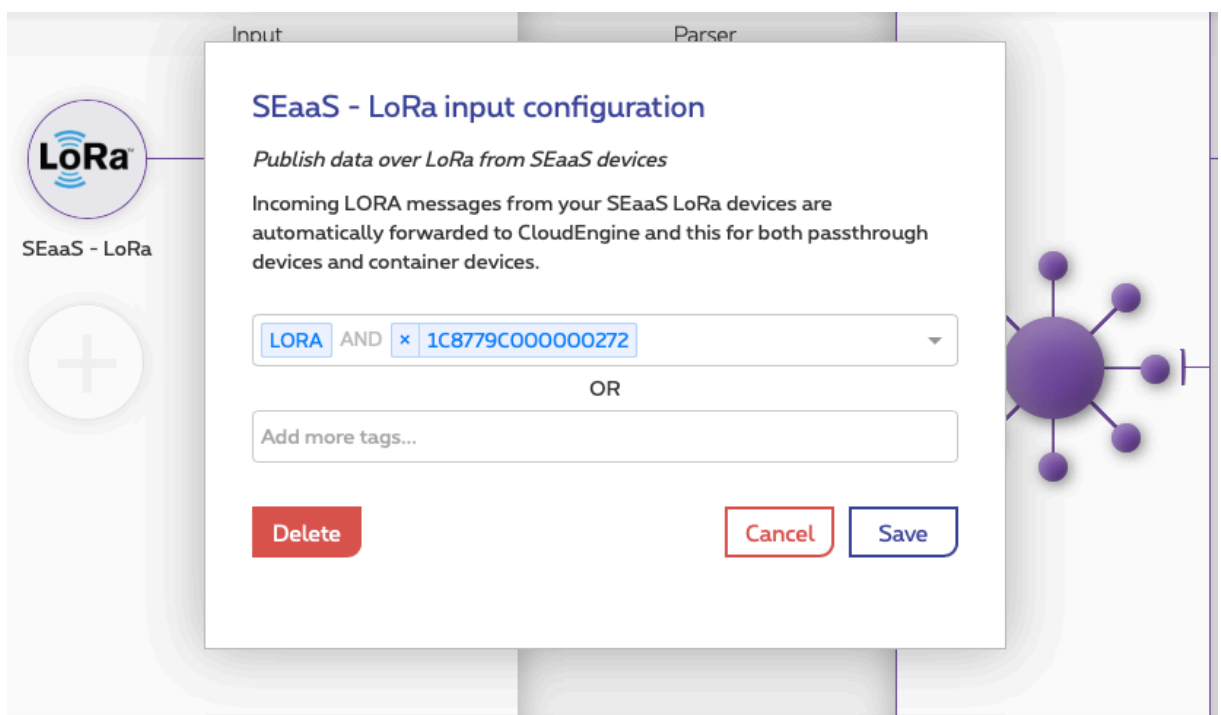 Input
Parser
SEaaS - LoRa input configuration
LoRa™
Publish data over LoRa from SEaaS devices
Incoming LORA messages from your SEaaS LoRa devices are
automatically forwarded to CloudEngine and this for both passthrough
devices and container devices.
SEaaS - LoRa
LORA AND × 1C8779C000000272
OR
Add more tags...
Delete
Cancel
Save